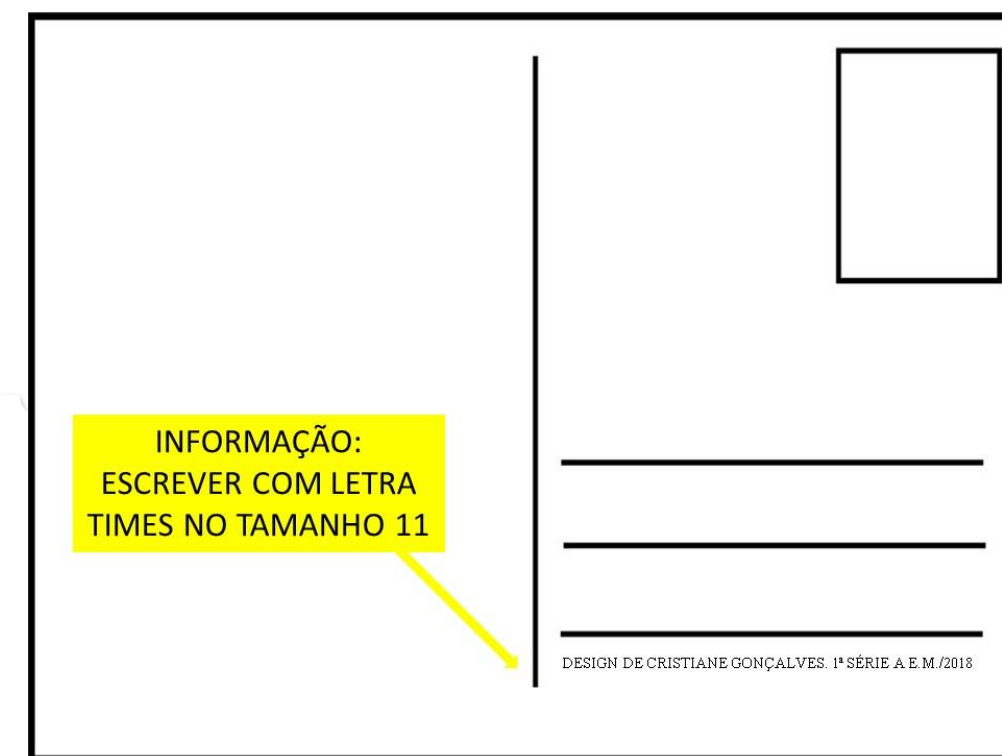 INFORMAÇÃO:
ESCREVER COM LETRA
TIMES NO TAMANHO 11
DESIGN DE CRISTIANE GONÇALVES. 1ª SÉRIE A E.M./2018